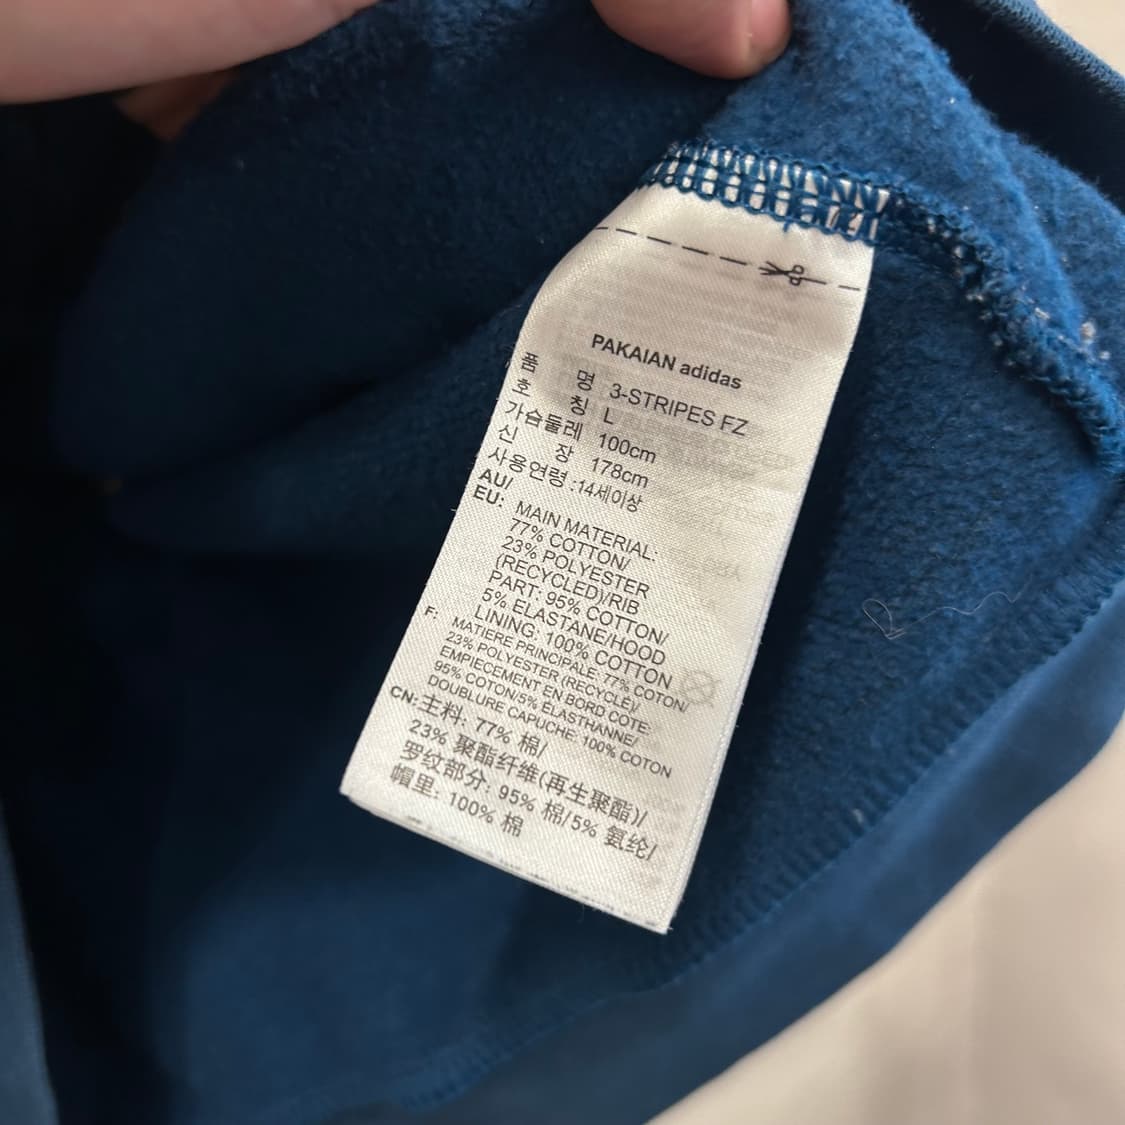 PAKAIAN adidas
품 명 3-STRIPES FZ
호 칭 L
가슴둘레 100cm
신 장 178cm
사용연령 :14세이상
AU/
EU: MAIN MATERIAL:
77% COTTON/
23% POLYESTER
(RECYCLED)/RIB
PART: 95% COTTON/
5% ELASTANE/HOOD
LINING: 100% COTTON
F: MATIERE PRINCIPALE: 77% COTON/
23% POLYESTER (RECYCLE)/
EMPIECEMENT EN BORD COTE:
95% COTON/5% ELASTHANNE/
DOUBLURE CAPUCHE: 100% COTON
CN: 主料: 77% 棉/
23% 聚酯纤维(再生聚酯)/
罗纹部分: 95% 棉/5% 氨纶/
帽里: 100% 棉